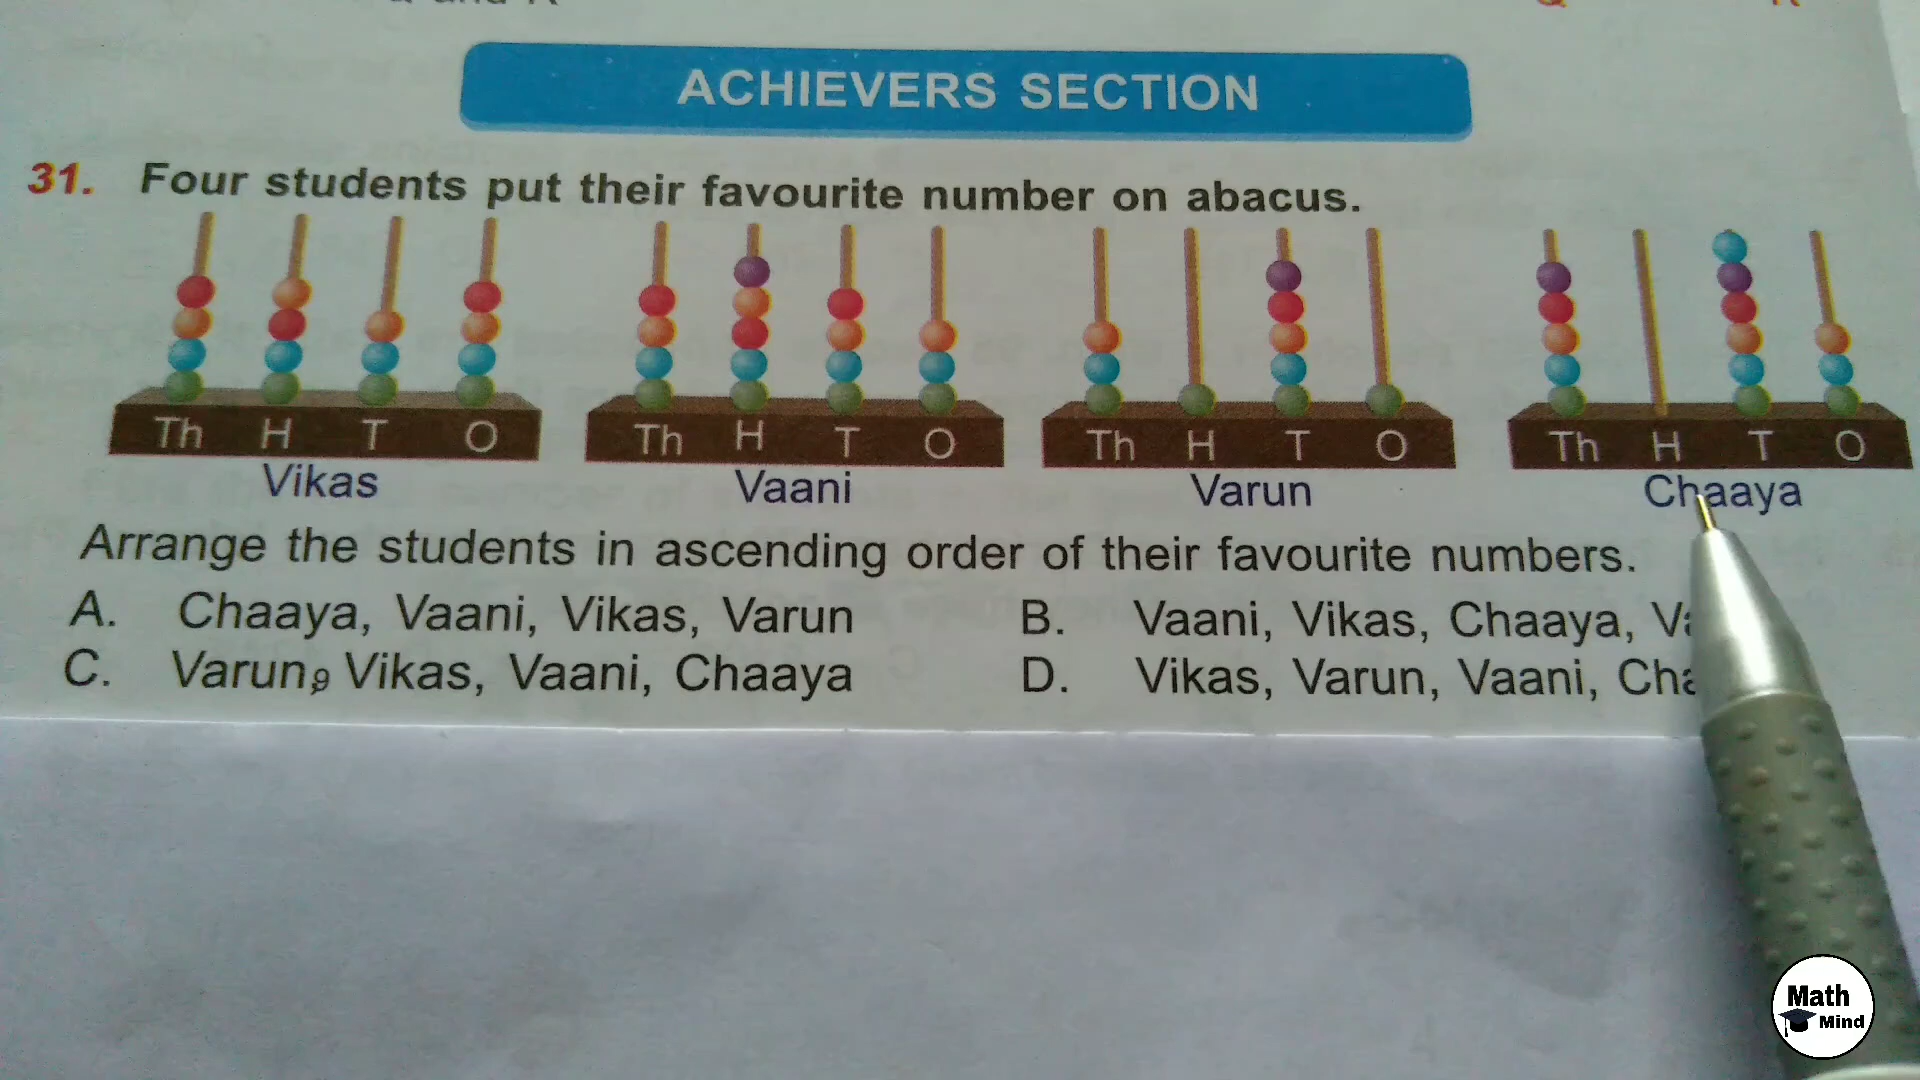 ACHIEVERS SECTION
31. Four students put their favourite number on abacus.
Th H T O Th H T O Th H T O Th H T O
Vikas Vaani Varun Chaaya
Arrange the students in ascending order of their favourite numbers.
A. Chaaya, Vaani, Vikas, Varun B. Vaani, Vikas, Chaaya,
C. Varun, Vikas, Vaani, Chaaya D. Vikas, Varun, Vaani,
Math
Mind